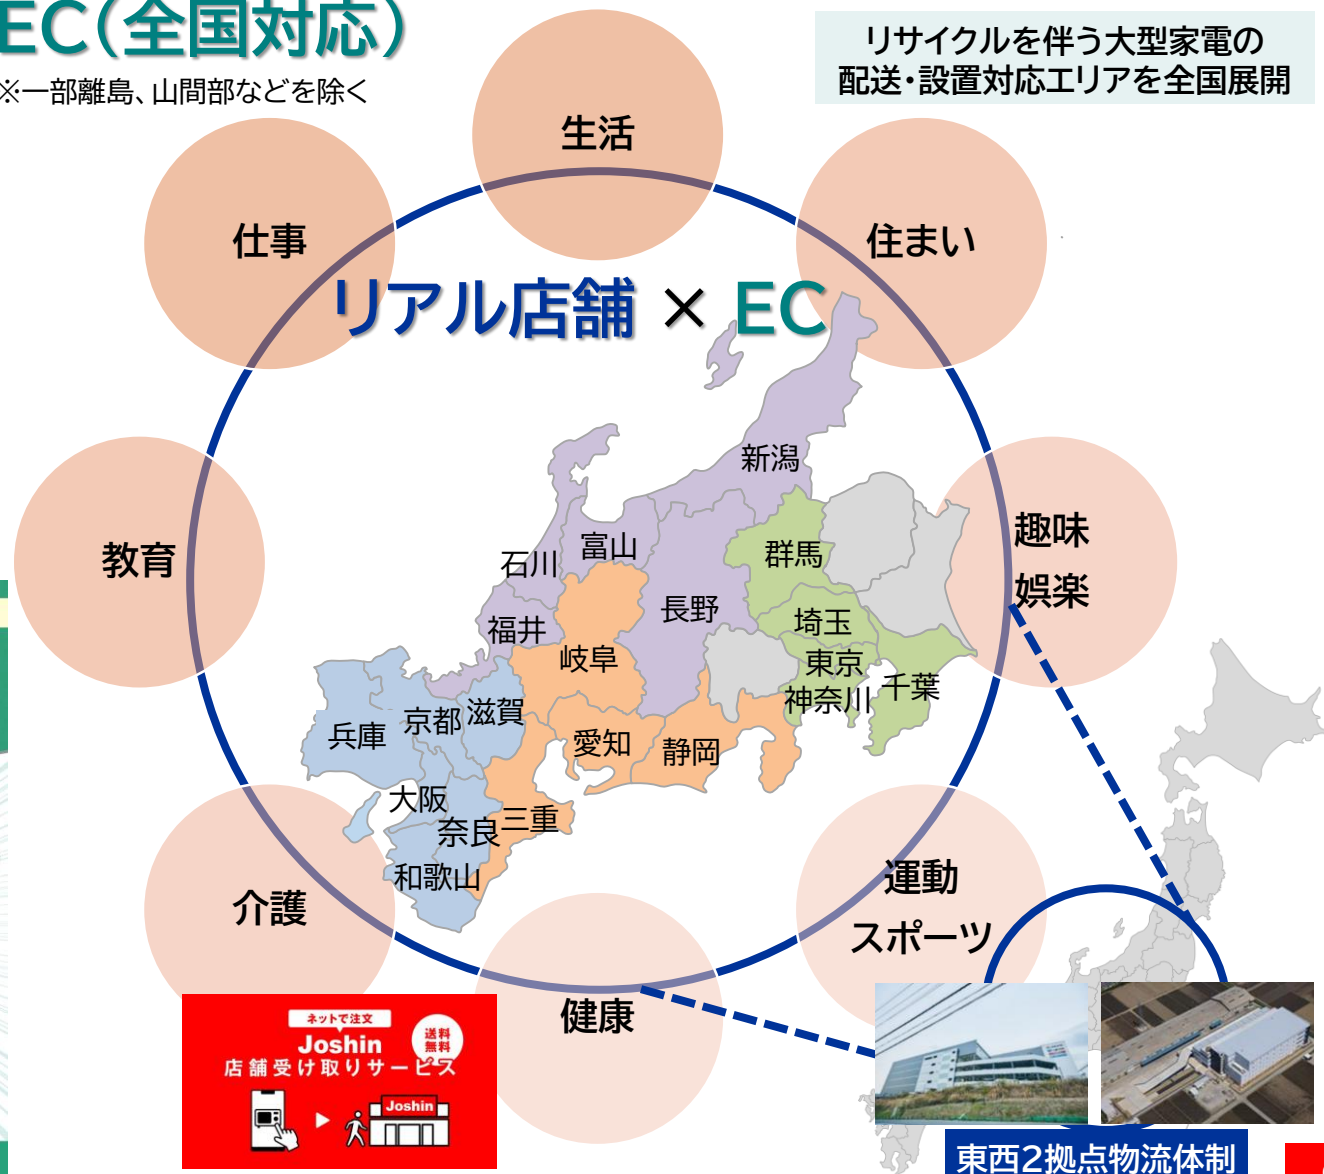 EC（全国対応）
※一部離島、山間部などを除く
リサイクルを伴う大型家電の
配送・設置対応エリアを全国展開
生活
仕事
住まい
リアル店舗 × EC
教育
趣味
娯楽
新潟
富山
石川
群馬
長野
福井
埼玉
岐阜
東京
神奈川
千葉
滋賀
京都
兵庫
愛知
静岡
大阪
奈良
三重
和歌山
介護
運動
スポーツ
健康
ネットで注文
送料
無料
Joshin
店舗受け取りサービス
Joshin
東西2拠点物流体制